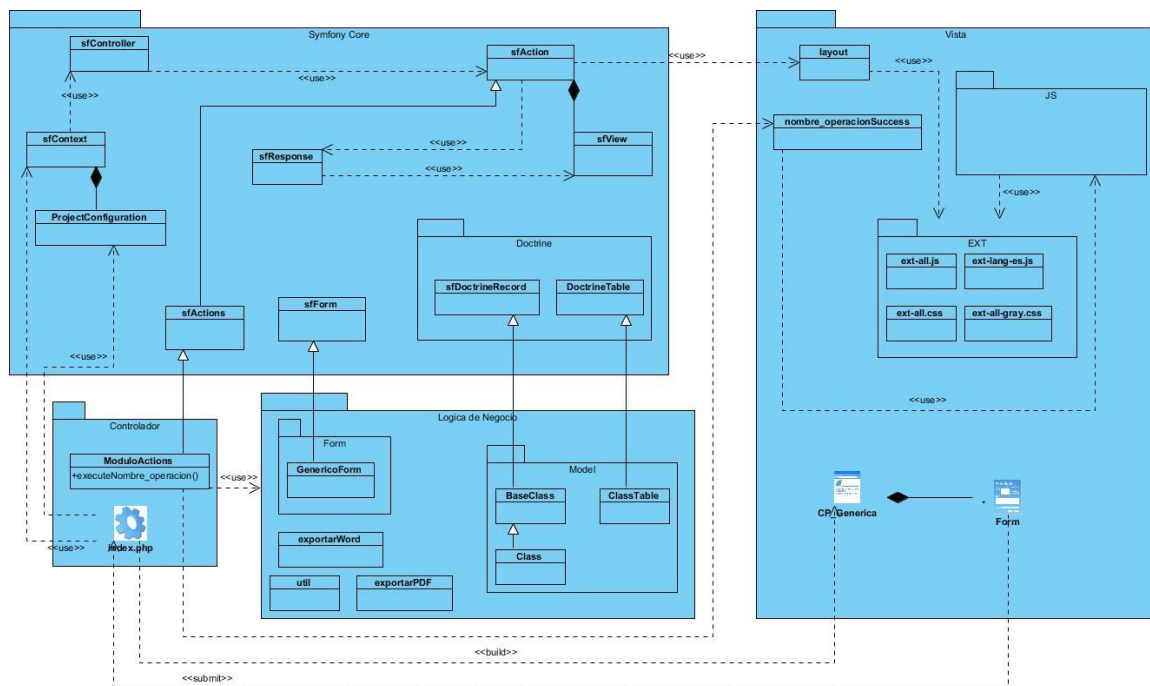 Symfony Core
sfController
sfAction
<<use>>
<<use>>
<<use>>
sfContext
sfResponse
sfView
<<use>>
<<use>>
ProjectConfiguration
Doctrine
sfDoctrineRecord
DoctrineTable
sfActions
sfForm
<<use>>
Vista
layout
<<use>>
JS
nombre_operacionSuccess
<<use>>
EXT
ext-all.js
ext-lang-es.js
ext-all.css
ext-all-gray.css
<<use>>
Controlador
ModuloActions
+executeNombre_operacion()
<<use>>
index.php
<<use>>
Logica de Negocio
Form
GenericoForm
Model
BaseClass
ClassTable
Class
exportarWord
util
exportarPDF
CP_Generica
*
Form
<<build>>
<<submit>>